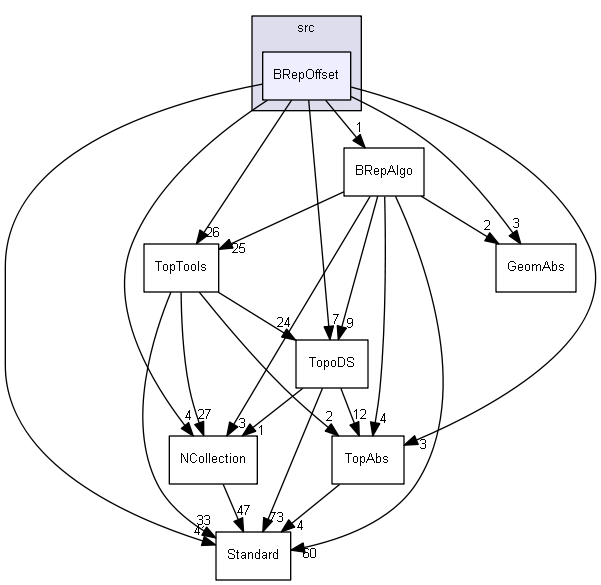 src
BRepOffset
1
BRepAlgo
26
25
2
3
TopTools
GeomAbs
24
7
9
TopoDS
4
27
3
1
2
12
4
3
NCollection
TopAbs
33
47
73
4
60
Standard